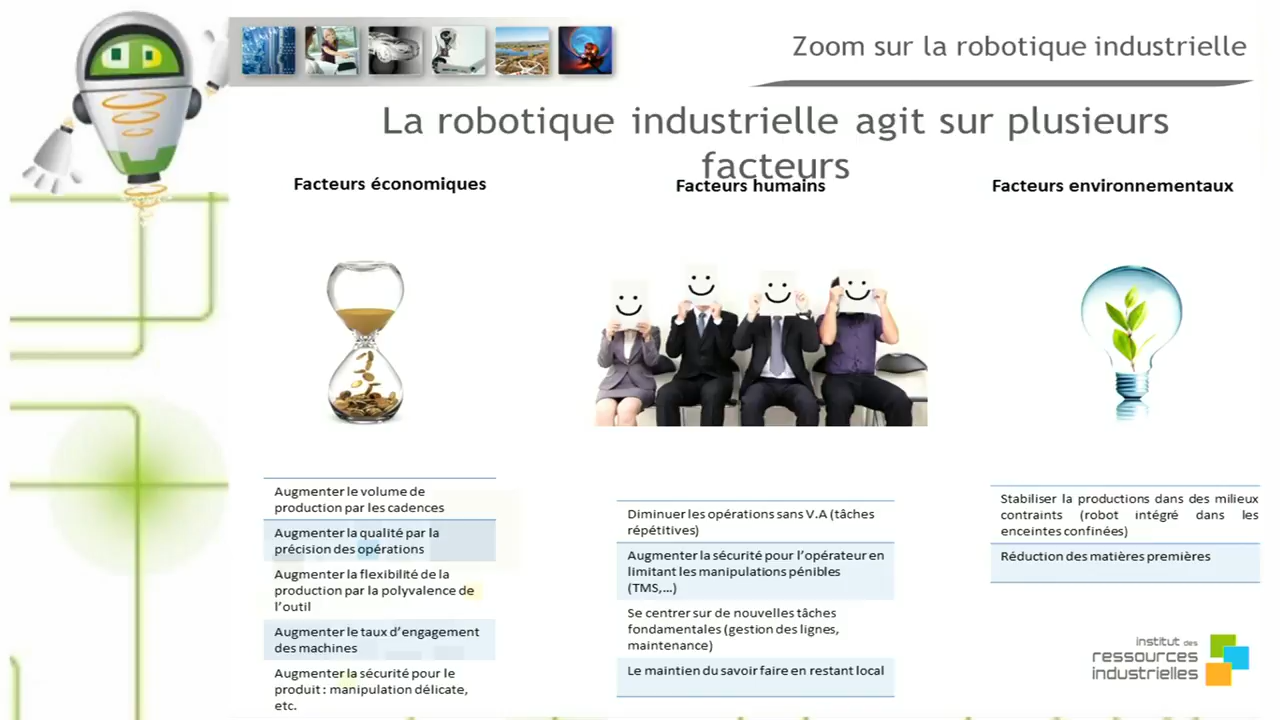 Zoom sur la robotique industrielle
La robotique industrielle agit sur plusieurs
facteurs
Facteurs économiques
Facteurs humains
Facteurs environnementaux
Augmenter le volume de
production par les cadences
Augmenter la qualité par la
précision des opérations
Augmenter la flexibilité de la
production par la polyvalence de
l'outil
Augmenter le taux d'engagement
des machines
Augmenter la sécurité pour le
produit : manipulation délicate,
etc.
Diminuer les opérations sans V.A (tâches
répétitives)
Augmenter la sécurité pour l'opérateur en
limitant les manipulations pénibles
(TMS,...)
Se centrer sur de nouvelles tâches
fondamentales (gestion des lignes,
maintenance)
Le maintien du savoir faire en restant local
Stabiliser la productions dans des milieux
contraints (robot intégré dans les
enceintes confinées)
Réduction des matières premières
institut des
ressources
industrielles